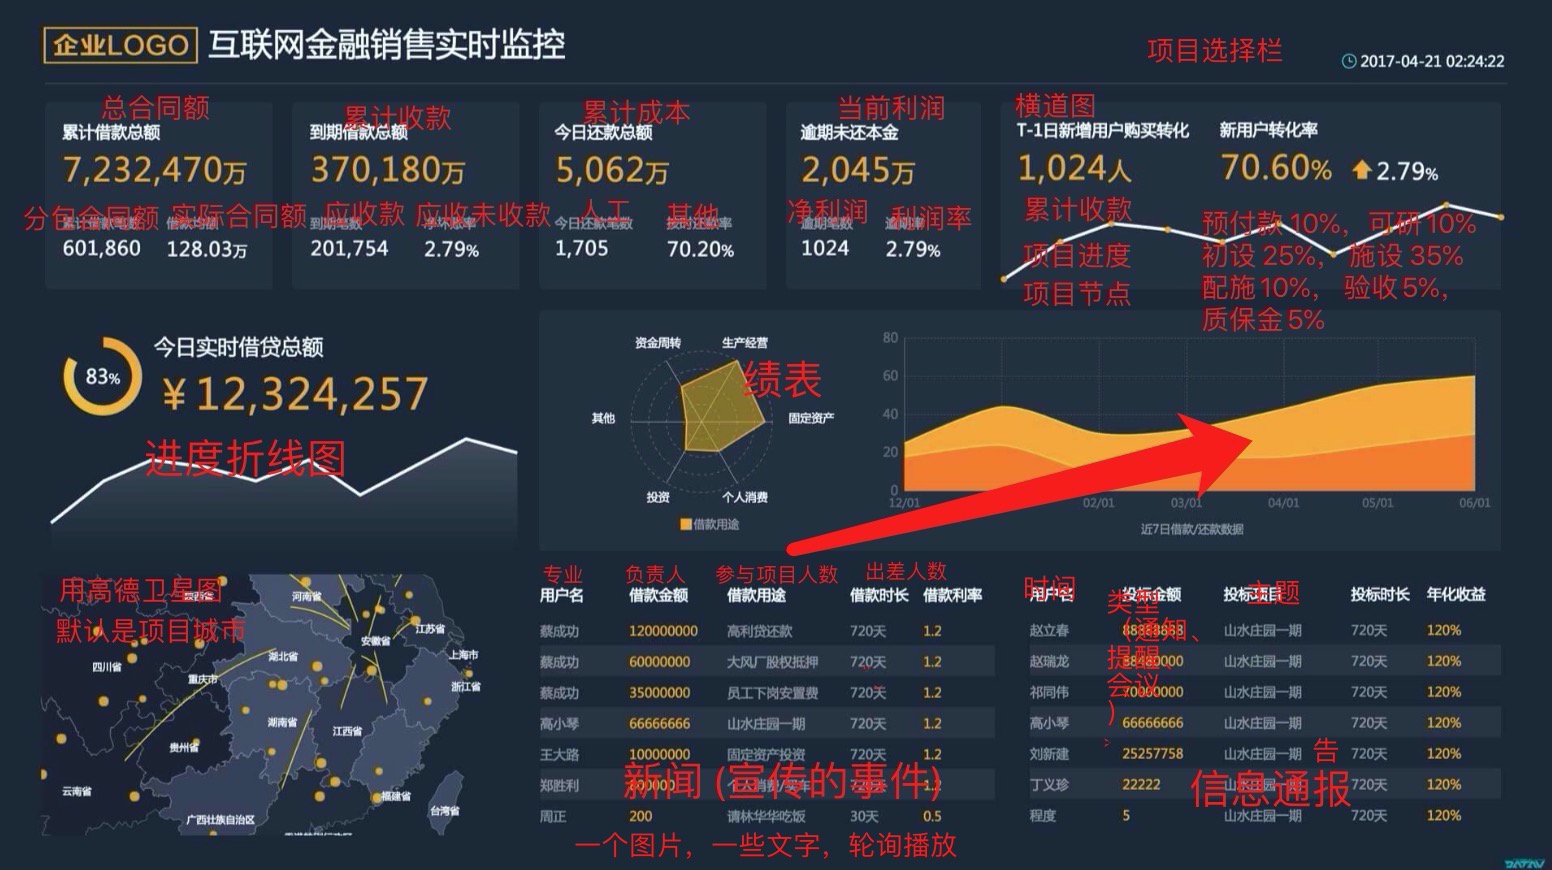 企业LOGO 互联网金融销售实时监控
项目选择栏
2017-04-21 02:24:22
总合同额
累计借款总额
7,232,470万
分包合同额 实际合同额
601,860 128.03万
累计收款
到期借款总额
370,180万
应收款 应收未收款
到期笔数
201,754 2.79%
累计成本
今日还款总额
5,062万
人工 其他
今日还款笔数 按时还款率
1,705 70.20%
当前利润
逾期未还本金
2,045万
净利润 利润率
逾期笔数
1024 2.79%
横道图
T-1日新增用户购买转化 新用户转化率
1,024人 70.60% 2.79%
累计收款
项目进度
项目节点
预付款10%，可研10%
初设 25%，施设 35%
配施10%，验收5%，
质保金5%
83%
今日实时借贷总额
￥12,324,257
进度折线图
资金周转 生产经营
绩表
其他 固定资产
投资 个人消费
借款用途
80
60
40
20
0
12/01 02/01 03/01 04/01 05/01 06/01
近7日借款/还款数据
用高德卫星图
默认是项目城市
河南省
江苏省
安徽省
上海市
湖北省
四川省
重庆市
浙江省
湖南省
江西省
贵州省
云南省
福建省
台湾省
广西壮族自治区
专业 负责人 参与项目人数 出差人数
用户名 借款金额 借款用途 借款时长 借款利率
蔡成功 120000000 高利贷还款 720天 1.2
蔡成功 60000000 大风厂股权抵押 720天 1.2
蔡成功 35000000 员工下岗安置费 720天 1.2
高小琴 66666666 山水庄园一期 720天 1.2
王大路 10000000 固定资产投资 720天 1.2
郑胜利
周正 200 请林华华吃饭 30天 0.5
新闻 (宣传的事件)
一个图片，一些文字，轮询播放
时间 主题
用户名 投标金额 投标项目 投标时长 年化收益
类型
（通知、
提醒、
会议
）
赵立春 88888888 山水庄园一期 720天 120%
赵瑞龙 山水庄园一期 720天 120%
祁同伟 70000000 山水庄园一期 720天 120%
高小琴 66666666 山水庄园一期 720天 120%
刘新建 25257758 山水庄园一期 720天 120%
丁义珍 22222 山水庄园一期 720天 120%
程度 5 山水庄园一期 720天 120%
告
信息通报
DATAV